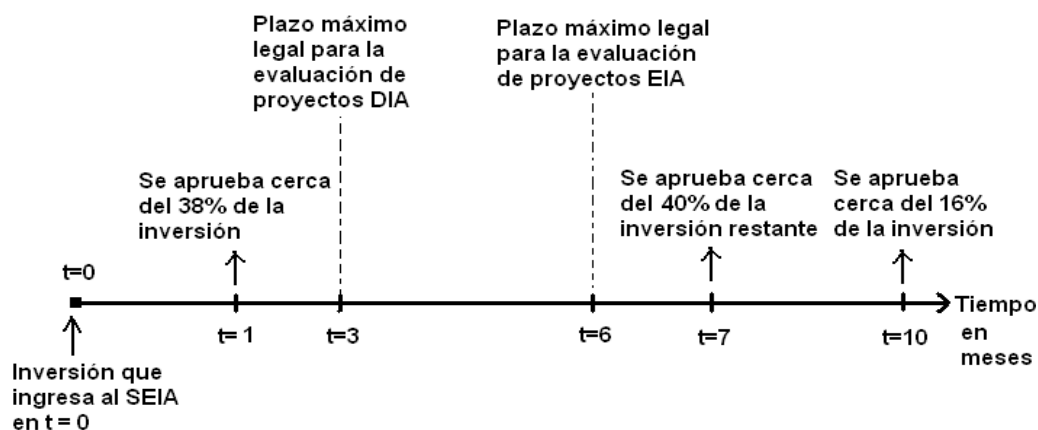 Plazo máximo
legal para la
evaluación de
proyectos DIA
Plazo máximo legal
para la evaluación
de proyectos EIA
Se aprueba cerca
del 38% de la
inversión
Se aprueba cerca
del 40% de la
inversión restante
Se aprueba
cerca del 16%
de la inversión
t=0
t= 1
t=3
t=6
t=7
t=10
Tiempo
en
meses
Inversión que
ingresa al SEIA
en t = 0